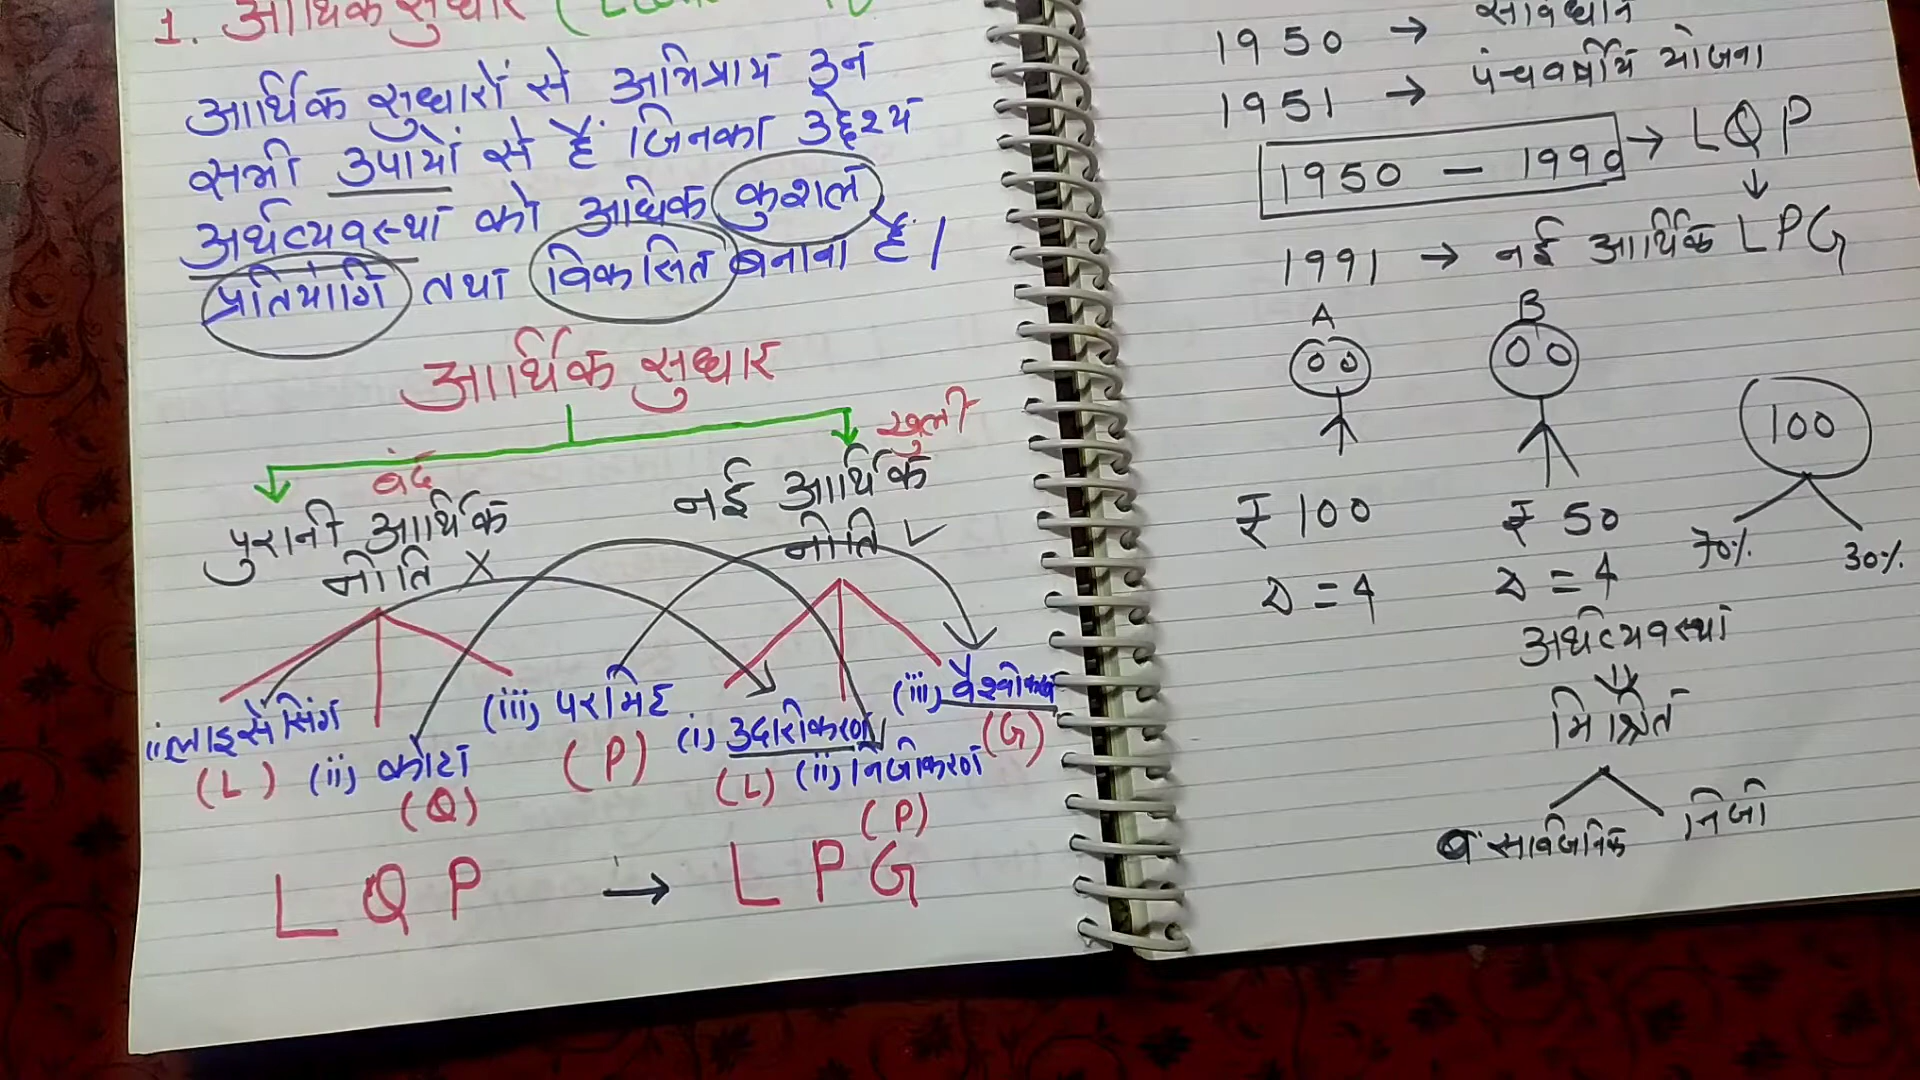 1. आर्थिक सुधार (
आर्थिक सुधारों से अभिप्राय उन
सभी उपायों से हैं जिनका उद्देश्य
अर्थव्यवस्था को अधिक कुशल
प्रतियोगि तथा विकसित बनाना हैं।
आर्थिक सुधार
बंद
खुली
पुरानी आर्थिक
नीति X
नई आर्थिक
नीति ✓
(i) लाइसेंसिंग
(L)
(ii) कोटा
(Q)
(iii) परमिट
(P)
(i) उदारीकरण
(L)
(ii) निजीकरण
(P)
(iii) वैश्वीकरण
(G)
L Q P → L P G
1950 → सावधान
1951 → पंचवर्षीय योजना
1950 - 1990 → LQP
↓
1991 → नई आर्थिक LPG
A
B
₹ 100
₹ 50
2 = 4
2 = 4
100
70%
30%
अर्थव्यवस्था
मिश्रित
सार्वजनिक
निजी